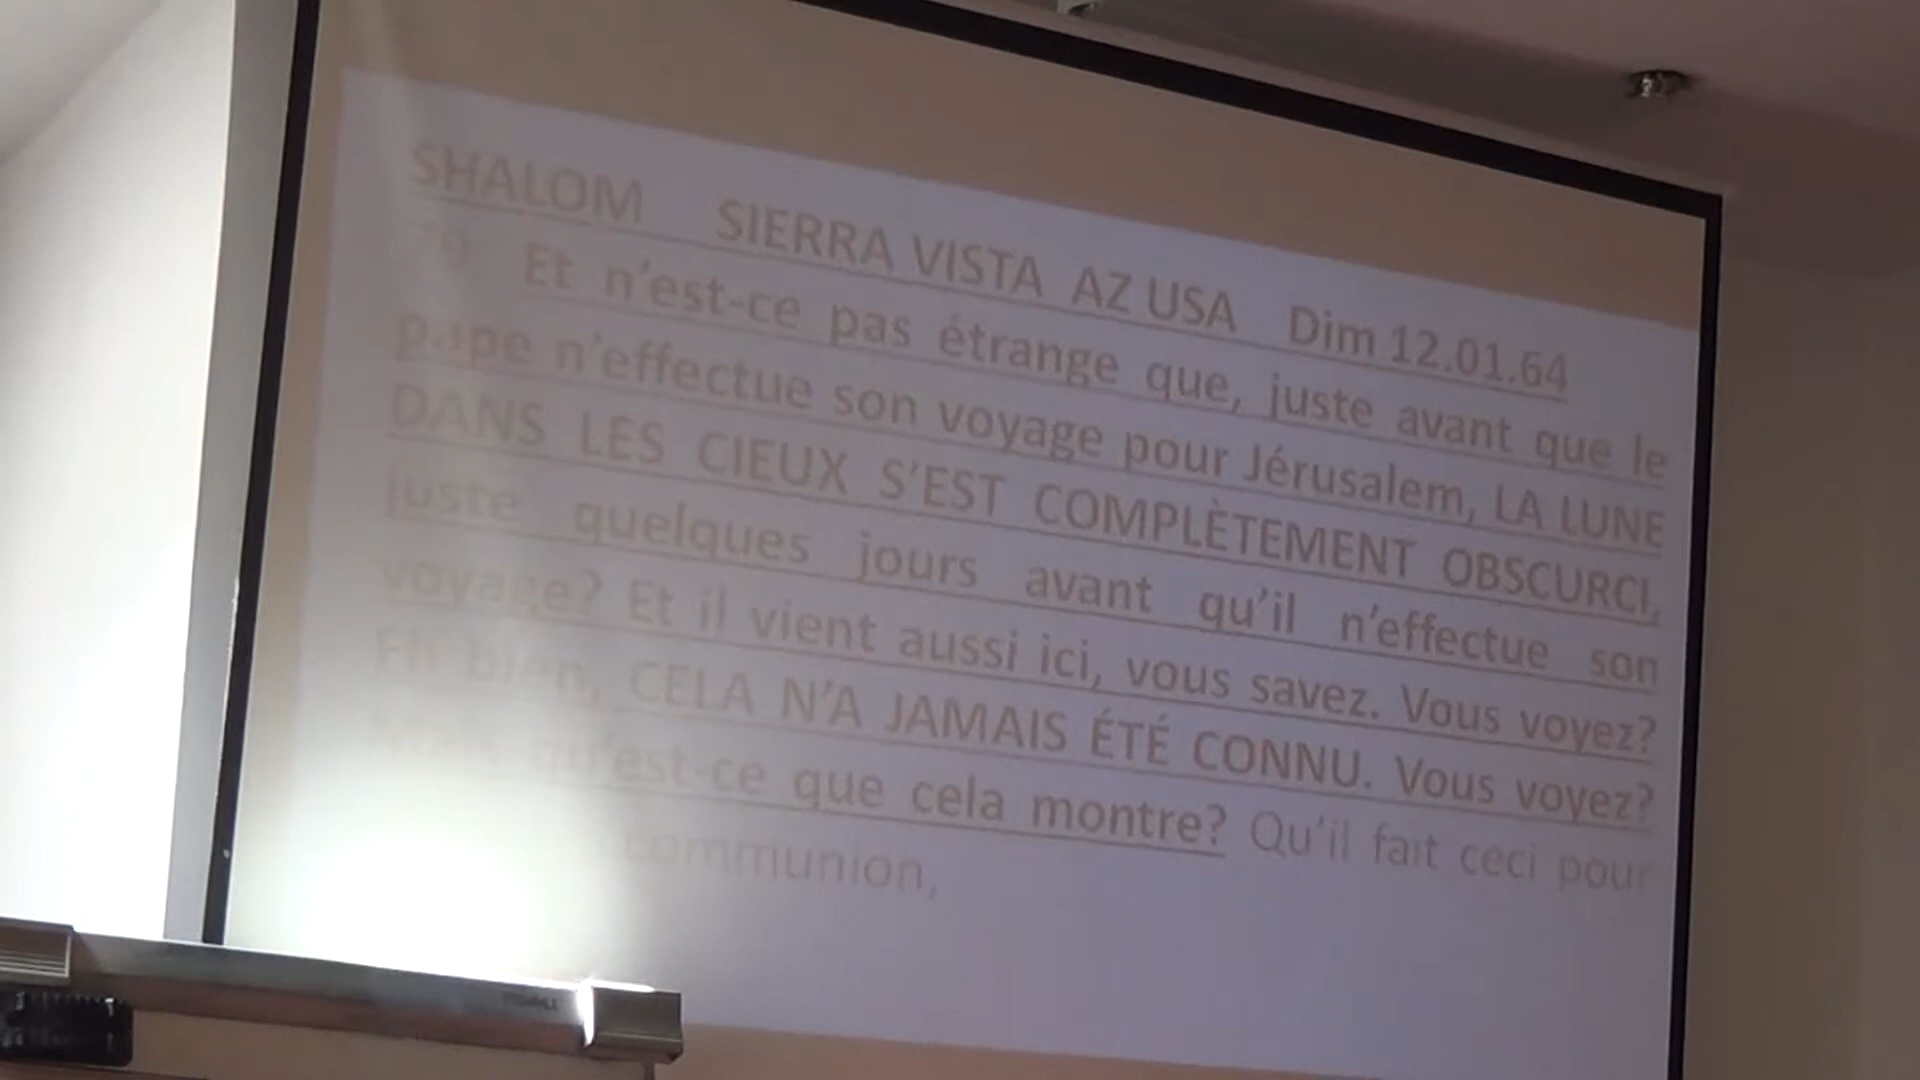 SHALOM SIERRA VISTA AZ USA Dim 12.01.64
79 Et n'est-ce pas étrange que, juste avant que le
pape n'effectue son voyage pour Jérusalem, LA LUNE
DANS LES CIEUX S'EST COMPLÈTEMENT OBSCURCI,
juste quelques jours avant qu'il n'effectue son
voyage? Et il vient aussi ici, vous savez. Vous voyez?
Eh bien, CELA N'A JAMAIS ÉTÉ CONNU. Vous voyez?
Mais qu'est-ce que cela montre? Qu'il fait ceci pour
communion,